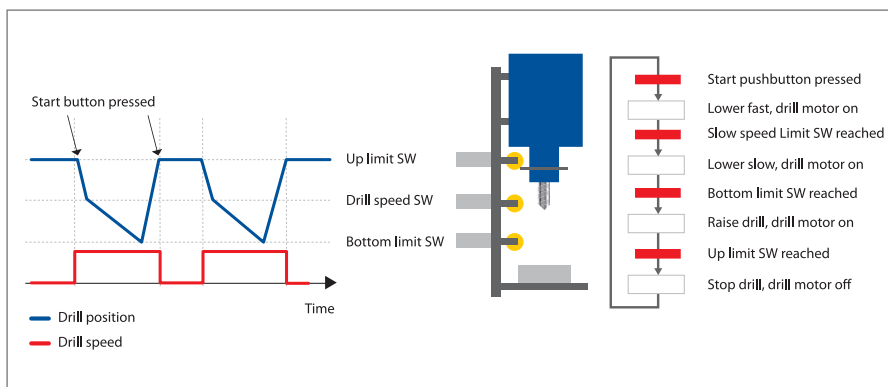 Start button pressed
Up limit SW
Drill speed SW
Bottom limit SW
Time
Drill position
Drill speed
Start pushbutton pressed
Lower fast, drill motor on
Slow speed Limit SW reached
Lower slow, drill motor on
Bottom limit SW reached
Raise drill, drill motor on
Up limit SW reached
Stop drill, drill motor off